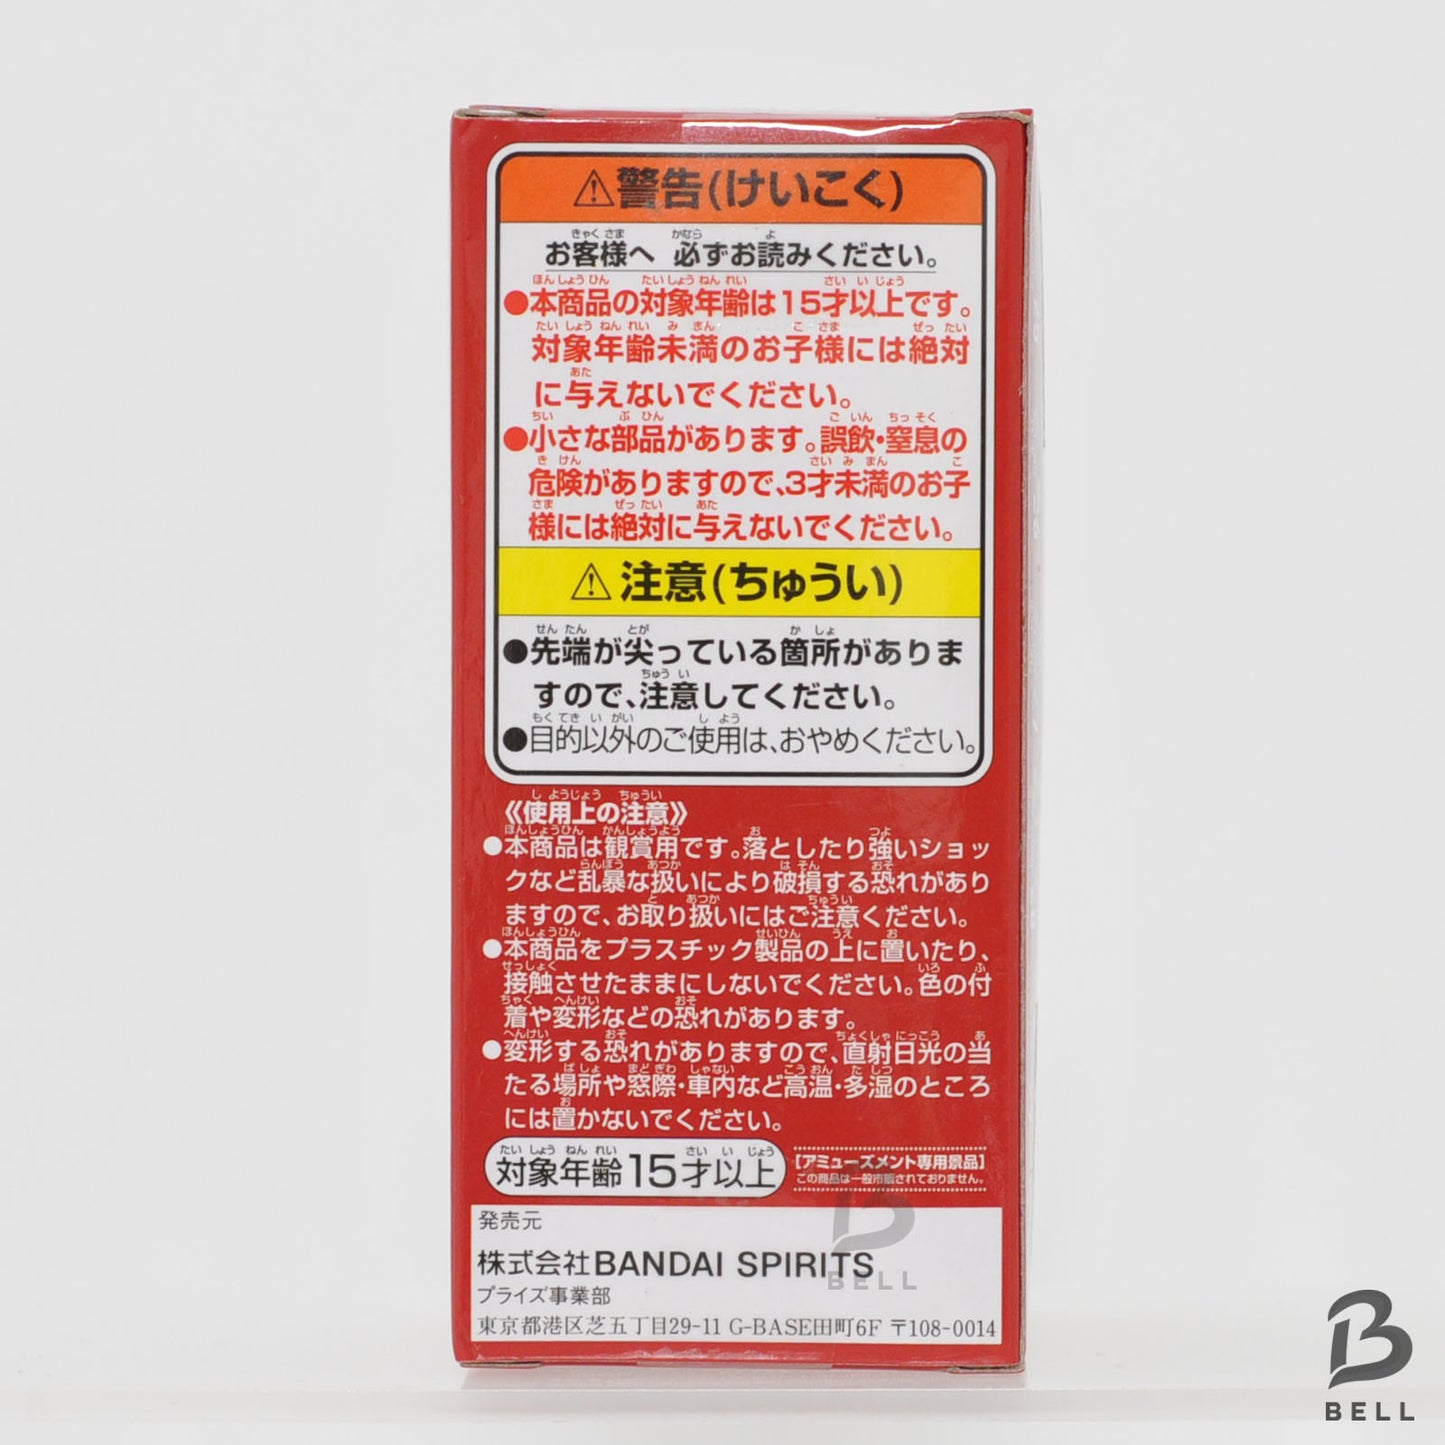 ⚠警告(けいこく)
お客様へ 必ずお読みください。
●本商品の対象年齢は15才以上です。
対象年齢未満のお子様には絶対
に与えないでください。
●小さな部品があります。誤飲・窒息の
危険がありますので、3才未満のお子
様には絶対に与えないでください。
⚠注意(ちゅうい)
●先端が尖っている箇所がありま
すので、注意してください。
●目的以外のご使用は、おやめください。
《使用上の注意》
●本商品は観賞用です。落としたり強いショッ
クなど乱暴な扱いにより破損する恐れがあり
ますので、お取り扱いにはご注意ください。
●本商品をプラスチック製品の上に置いたり、
接触させたままにしないでください。色の付
着や変形などの恐れがあります。
●変形する恐れがありますので、直射日光の当
たる場所や窓際・車内など高温・多湿のところ
には置かないでください。
対象年齢15才以上
[アミューズメント専用景品]
この商品は一般市販されておりません。
発売元
株式会社BANDAI SPIRITS
プライズ事業部
東京都港区芝五丁目29-11 G-BASE田町6F 〒108-0014
BELL
BELL